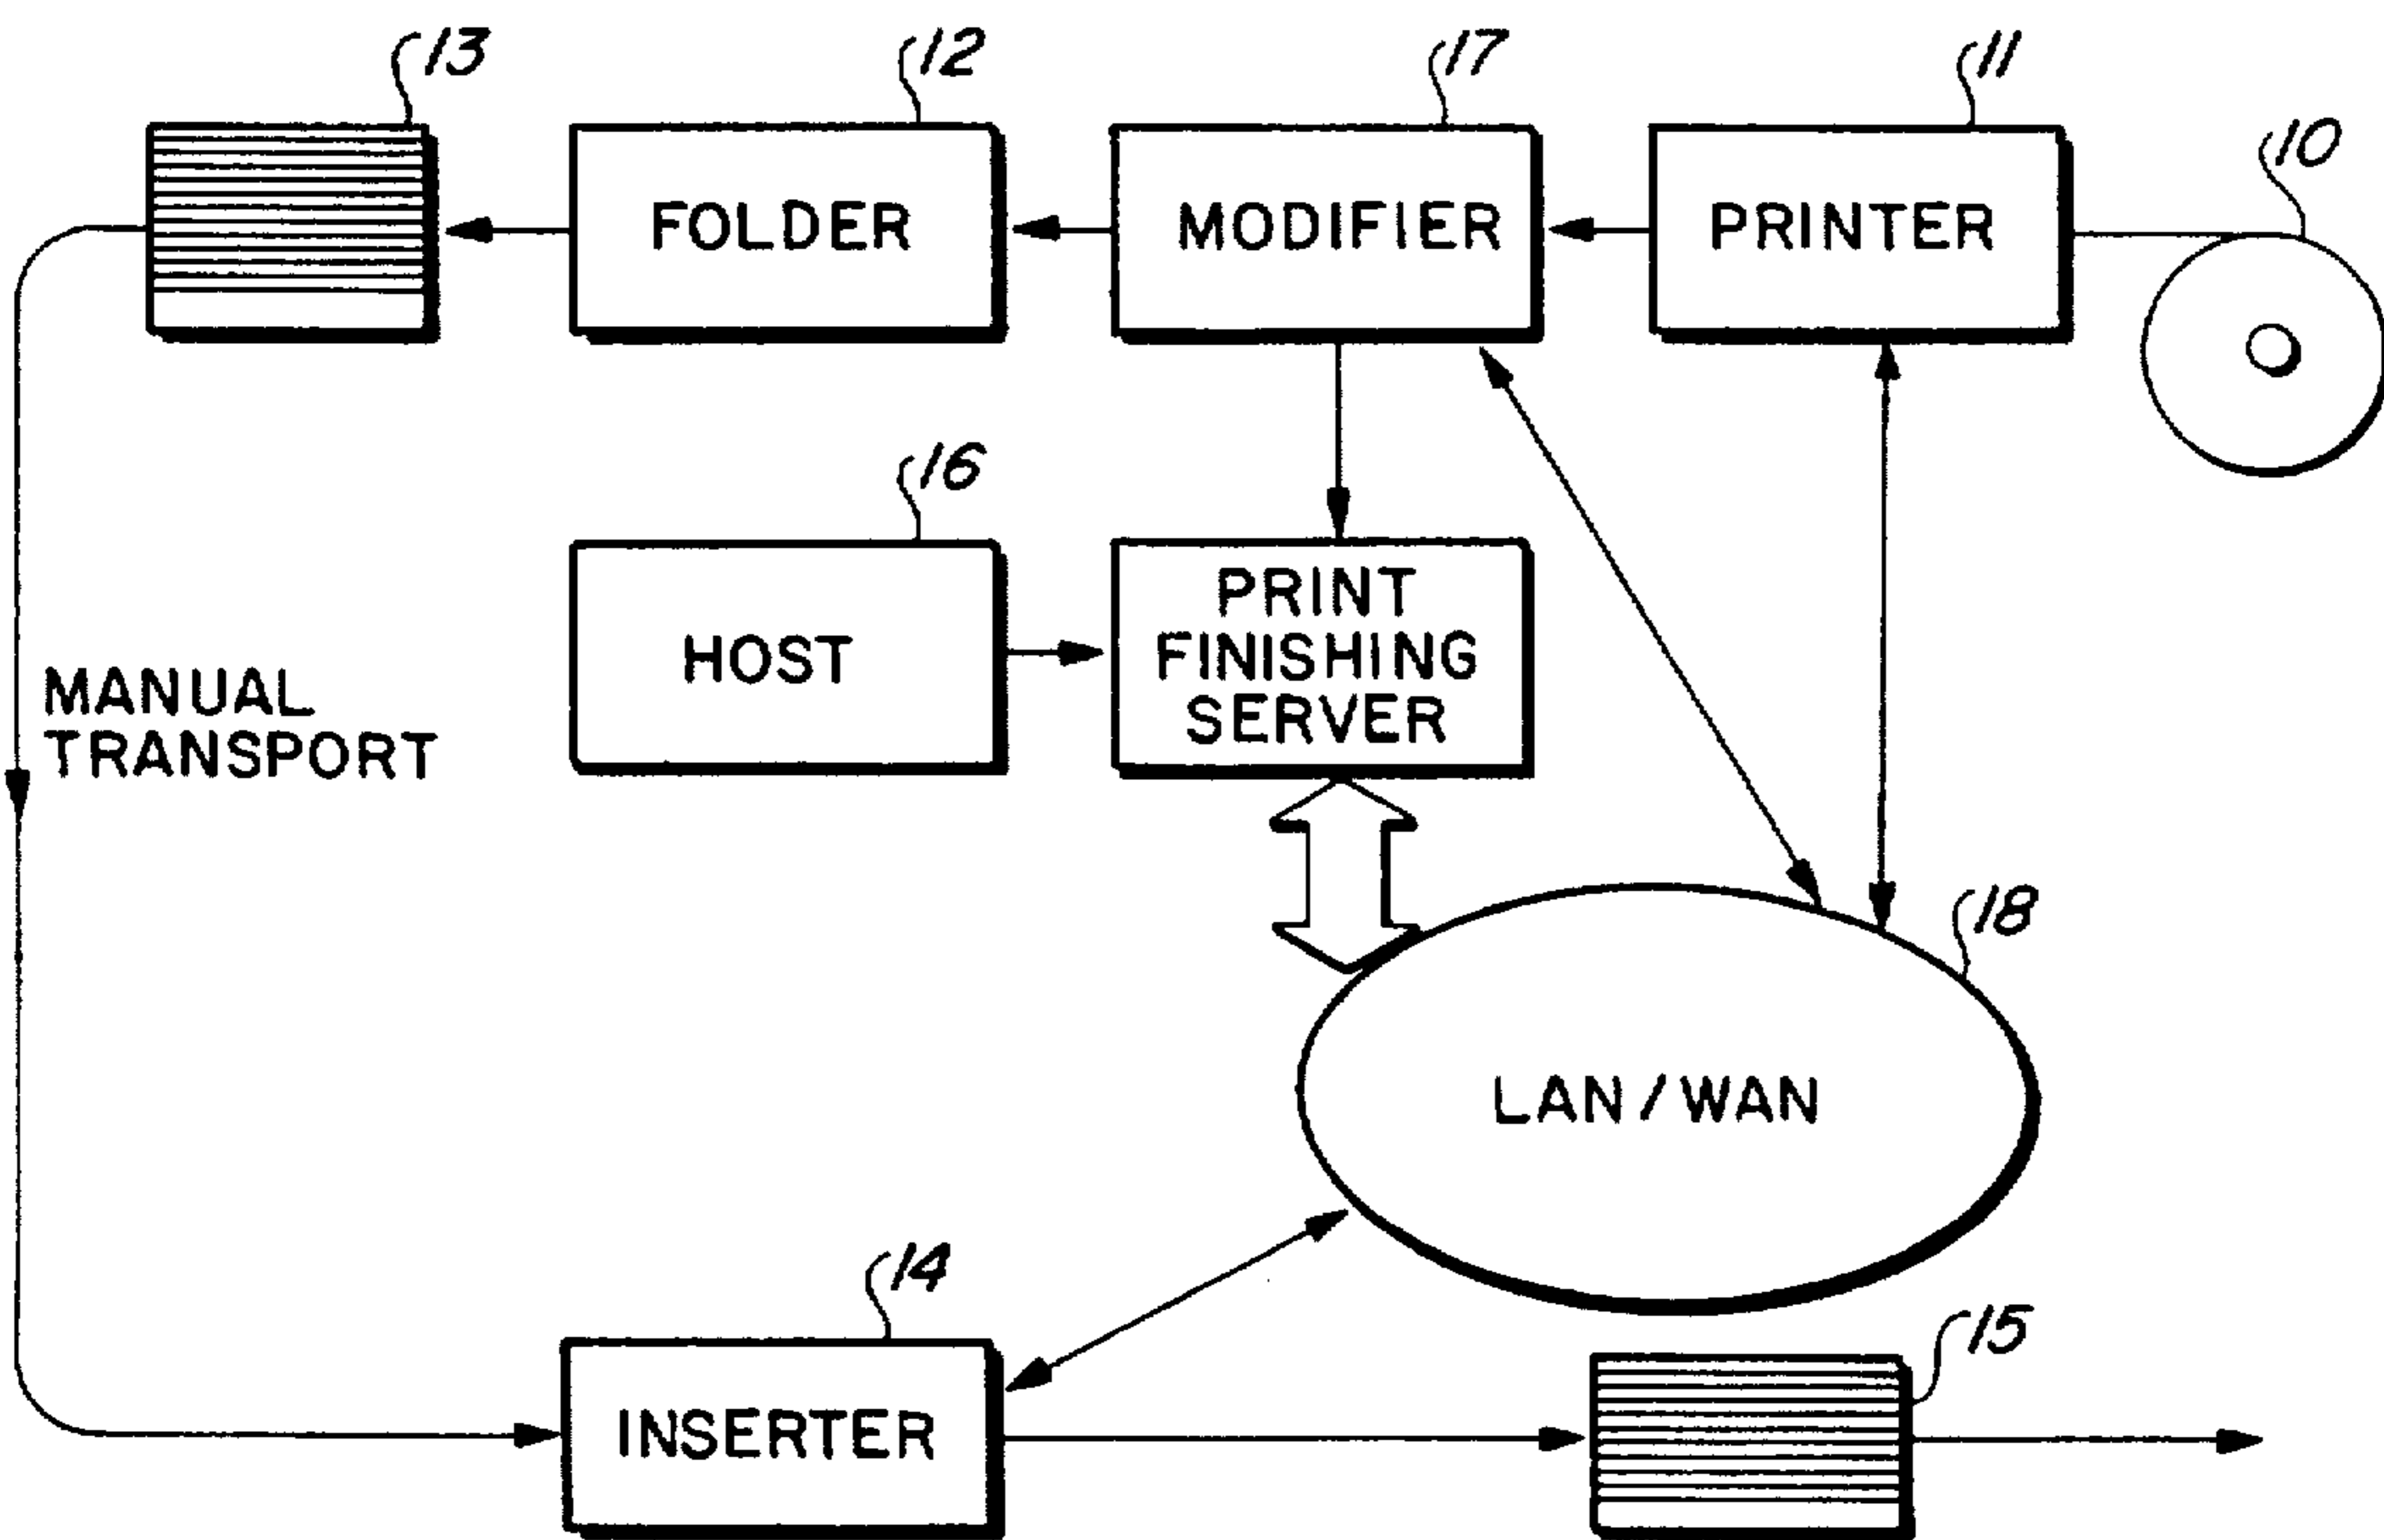 13
12
17
11
10
FOLDER
MODIFIER
PRINTER
16
HOST
PRINT
FINISHING
SERVER
MANUAL
TRANSPORT
18
LAN/WAN
14
15
INSERTER